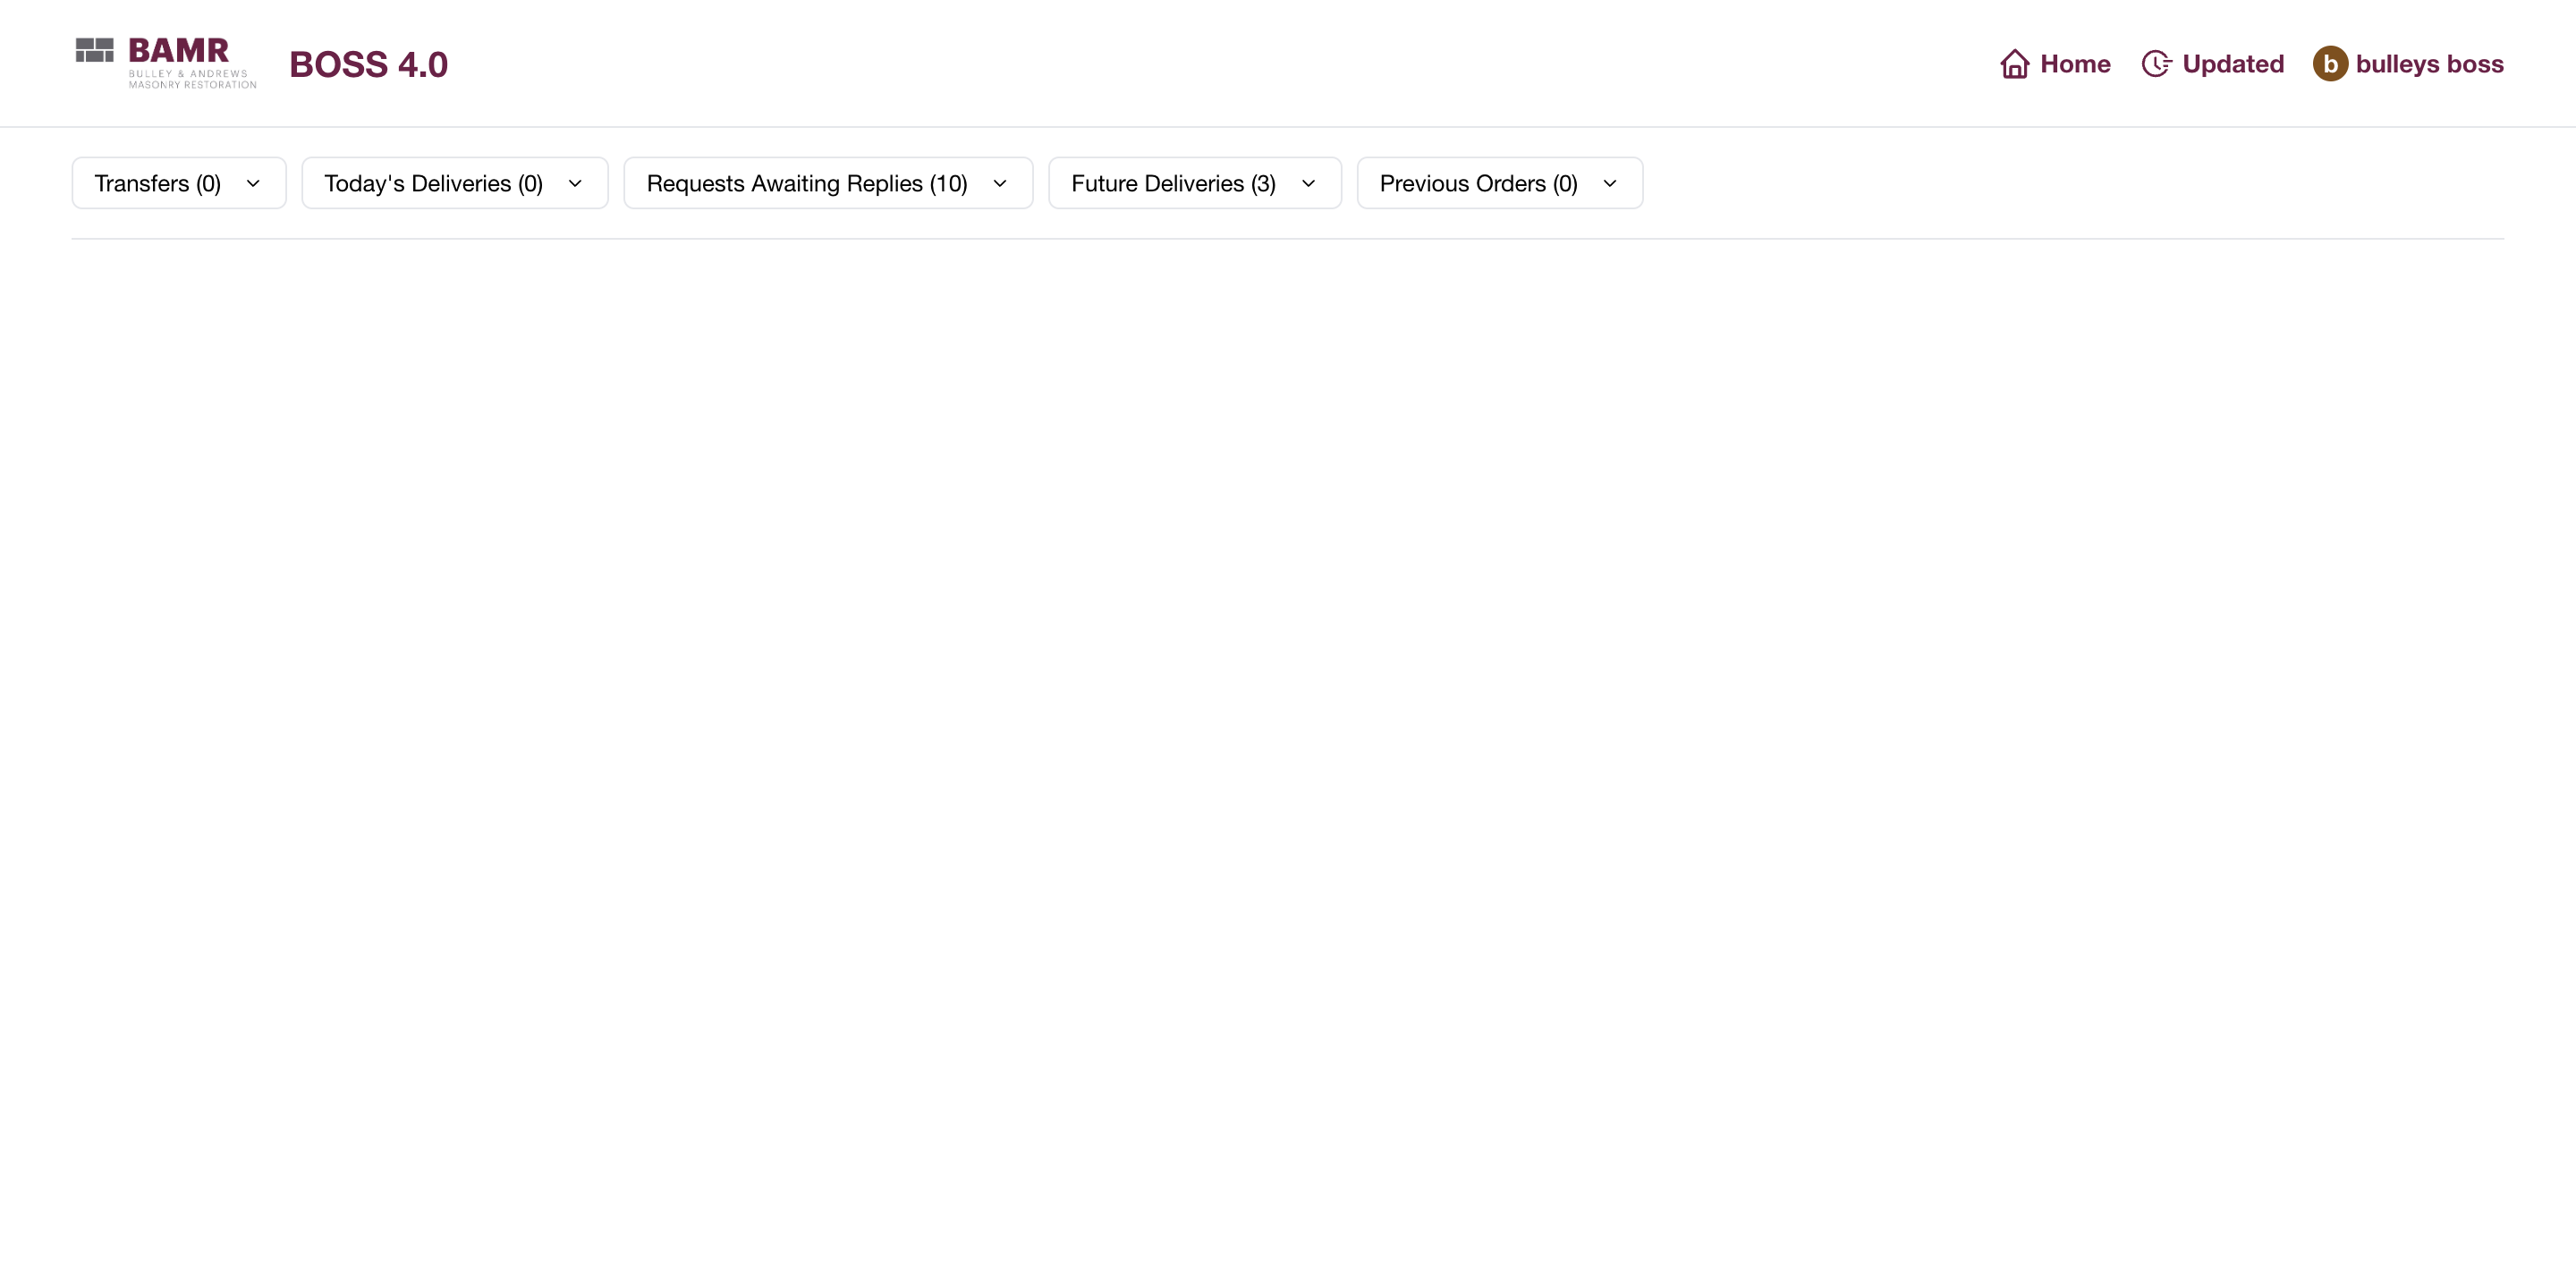 BAMR
BULLEY & ANDREWS
MASONRY RESTORATION
BOSS 4.0
Home
Updated
b
bulleys boss
Transfers (0)
Today's Deliveries (0)
Requests Awaiting Replies (10)
Future Deliveries (3)
Previous Orders (0)